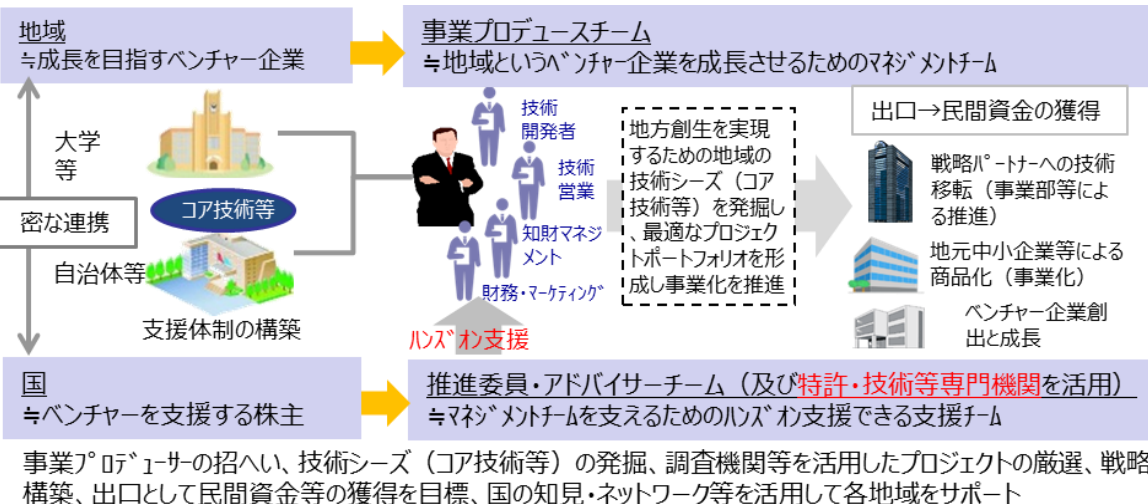 地域
≒成長を目指すベンチャー企業
事業プロデュースチーム
≒地域というﾍﾞﾝﾁｬｰ企業を成長させるためのﾏﾈｼﾞﾒﾝﾄチーム
大学
等
密な連携
コア技術等
自治体等
支援体制の構築
技術
開発者
技術
営業
知財マネジ
メント
財務・ﾏｰｹﾃｨﾝｸﾞ
ﾊﾝｽﾞｵﾝ支援
地方創生を実現
するための地域の
技術シーズ（コア
技術等）を発掘し
、最適なプロジェク
トポートフォリオを形
成し事業化を推進
出口→民間資金の獲得
戦略ﾊﾟｰﾄﾅｰへの技術
移転（事業部等によ
る推進）
地元中小企業等による
商品化（事業化）
ベンチャー企業創
出と成長
国
≒ベンチャーを支援する株主
推進委員・アドバイサーチーム（及び特許・技術等専門機関を活用）
≒ﾏﾈｼﾞﾒﾝﾄﾁｰﾑを支えるためのﾊﾝｽﾞｵﾝ支援できる支援チーム
事業ﾌﾟﾛﾃﾞｭｰｻｰの招へい、技術シーズ（コア技術等）の発掘、調査機関等を活用したプロジェクトの厳選、戦略
構築、出口として民間資金等の獲得を目標、国の知見・ネットワーク等を活用して各地域をサポート